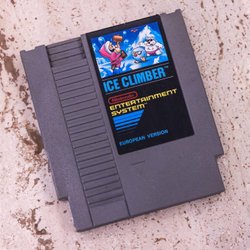 ICE CLIMBER
Nintendo
ENTERTAINMENT
SYSTEM
EUROPEAN VERSION